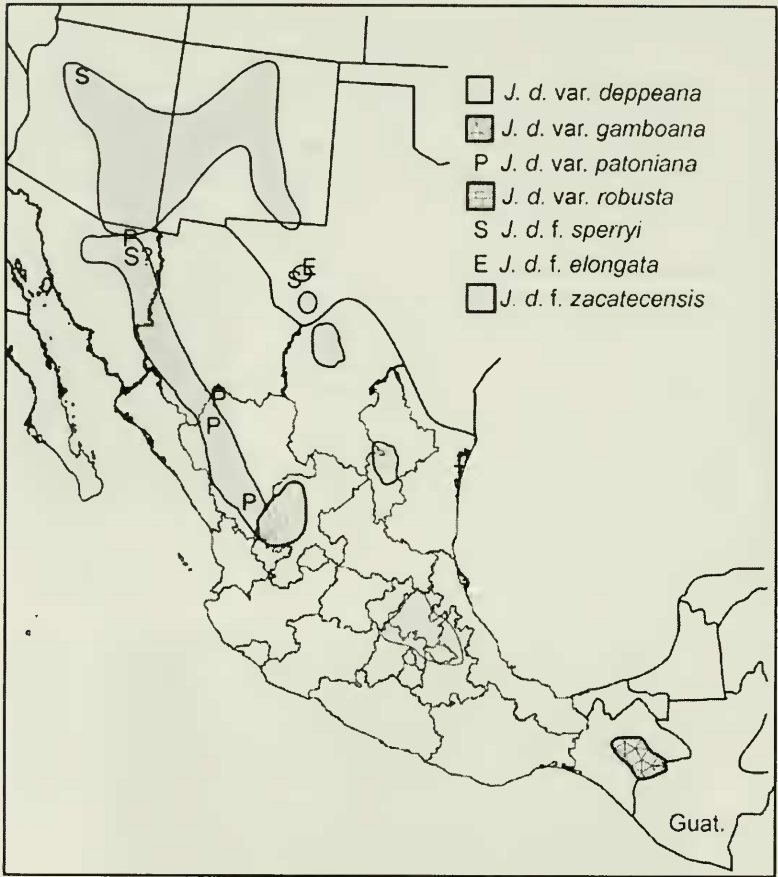 J. d. var. deppeana
J. d. var. gamboana
P J. d. var. patoniana
J. d. var. robusta
S J. d. f. sperryi
E J. d. f. elongata
J. d. f. zacatecensis
S
P
S?
E
S
P
P
P
Guat.